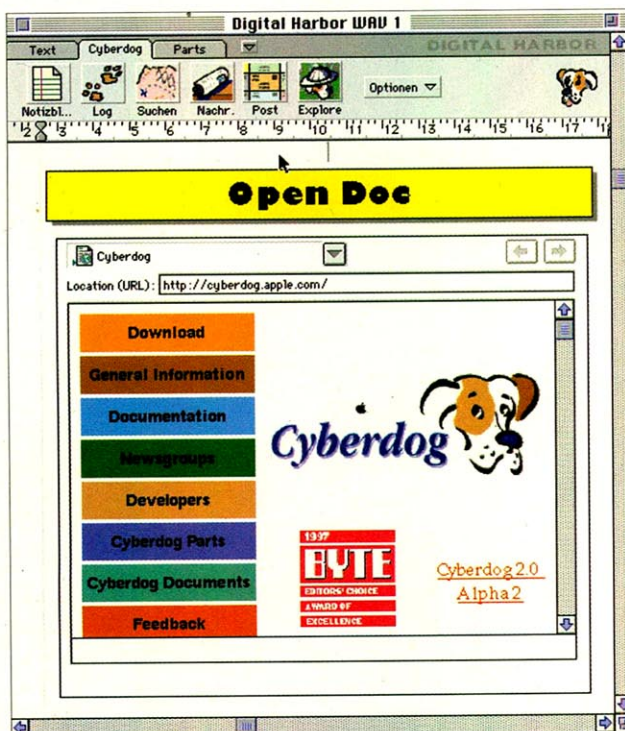 Digital Harbor WAV 1
Text Cyberdog Parts DIGITAL HARBOR
Notizbl... Log Suchen Nachr. Post Explore Optionen
2 3 4 5 6 7 8 9 10 11 12 13 14 15 16 17
Open Doc
Cyberdog
Location (URL): http://cyberdog.apple.com/
Download
General Information
Documentation
Newsgroups
Developers
Cyberdog Parts
Cyberdog Documents
Feedback
Cyberdog
1997
BYTE
EDITORS' CHOICE
AWARD OF
EXCELLENCE
Cyberdog 2.0
Alpha 2